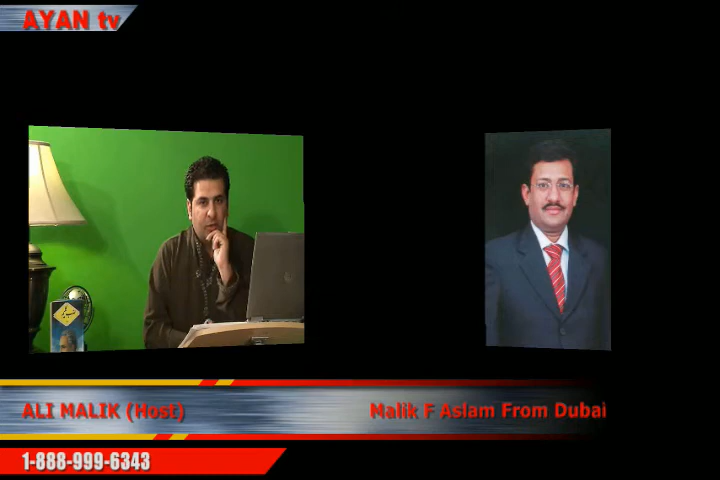 AYAN tv
ALI MALIK (Host)
Malik F Aslam From Dubai
1-888-999-6343